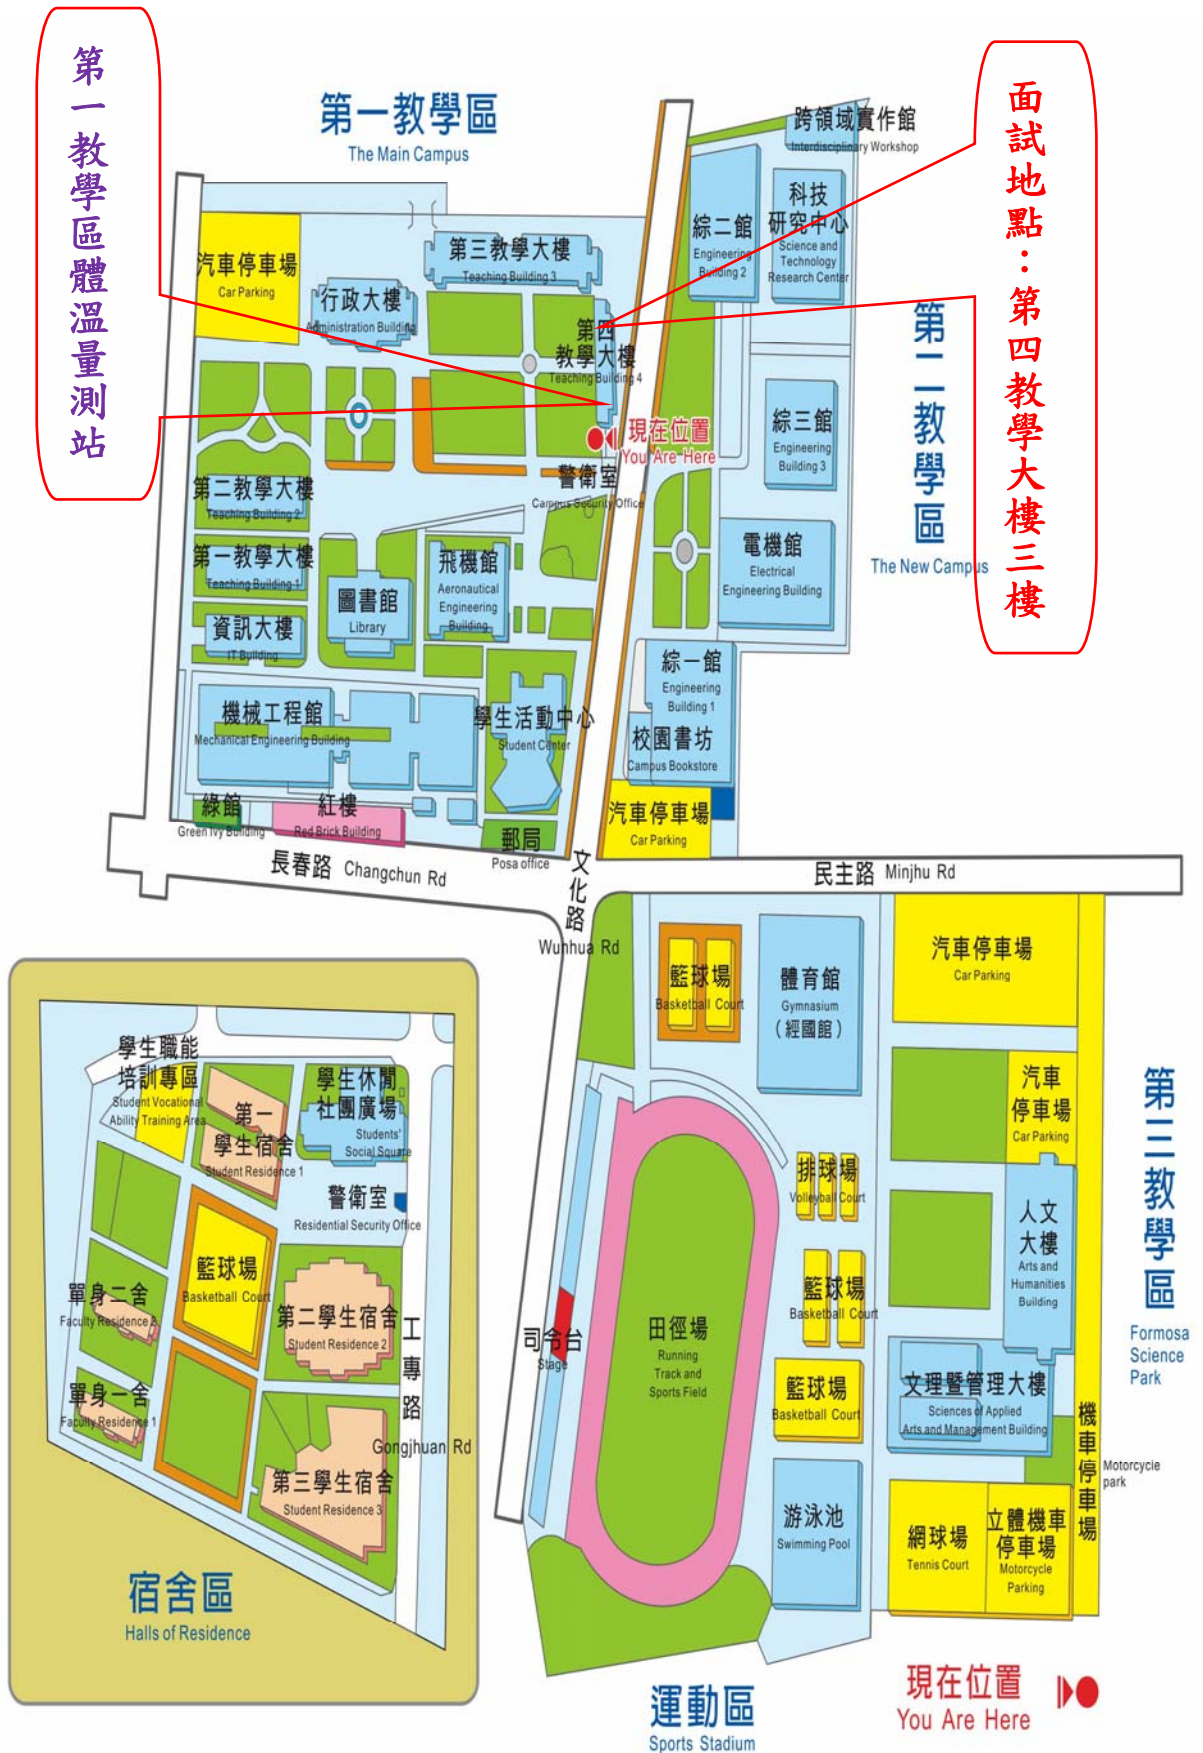 第一教學區體溫量測站
面試地點：第四教學大樓三樓
第一教學區
The Main Campus
跨領域實作館
Interdisciplinary Workshop
科技
研究中心
Science and
Technology
Research Center
綜二館
Engineering
Building 2
第三教學大樓
Teaching Building 3
汽車停車場
Car Parking
行政大樓
Administration Building
第四
教學大樓
Teaching Building 4
第二教學區
The New Campus
綜三館
Engineering
Building 3
現在位置
You Are Here
警衛室
Campus Security Office
第二教學大樓
Teaching Building 2
第一教學大樓
Teaching Building 1
飛機館
Aeronautical
Engineering
Building
電機館
Electrical
Engineering Building
圖書館
Library
資訊大樓
IT Building
綜一館
Engineering
Building 1
機械工程館
Mechanical Engineering Building
學生活動中心
Student Center
校園書坊
Campus Bookstore
綠館
Green Ivy Building
紅樓
Red Brick Building
汽車停車場
Car Parking
郵局
Posa office
長春路 Changchun Rd
文化路
Wunhua Rd
民主路 Minjhu Rd
籃球場
Basketball Court
體育館
Gymnasium
（經國館）
汽車停車場
Car Parking
學生職能
培訓專區
Student Vocational
Ability Training Area
第一
學生宿舍
Student Residence 1
學生休閒
社團廣場
Students'
Social Square
汽車
停車場
Car Parking
第三教學區
Formosa
Science
Park
警衛室
Residential Security Office
排球場
Volleyball Court
人文
大樓
Arts and
Humanities
Building
籃球場
Basketball Court
單身二舍
Faculty Residence 2
第二學生宿舍
Student Residence 2
工專路
Gongjhuan Rd
司令台
Stage
田徑場
Running
Track and
Sports Field
籃球場
Basketball Court
籃球場
Basketball Court
文理暨管理大樓
Sciences of Applied
Arts and Management Building
單身一舍
Faculty Residence 1
機車停車場
Motorcycle
park
第三學生宿舍
Student Residence 3
游泳池
Swimming Pool
網球場
Tennis Court
立體機車
停車場
Motorcycle
Parking
宿舍區
Halls of Residence
運動區
Sports Stadium
現在位置
You Are Here